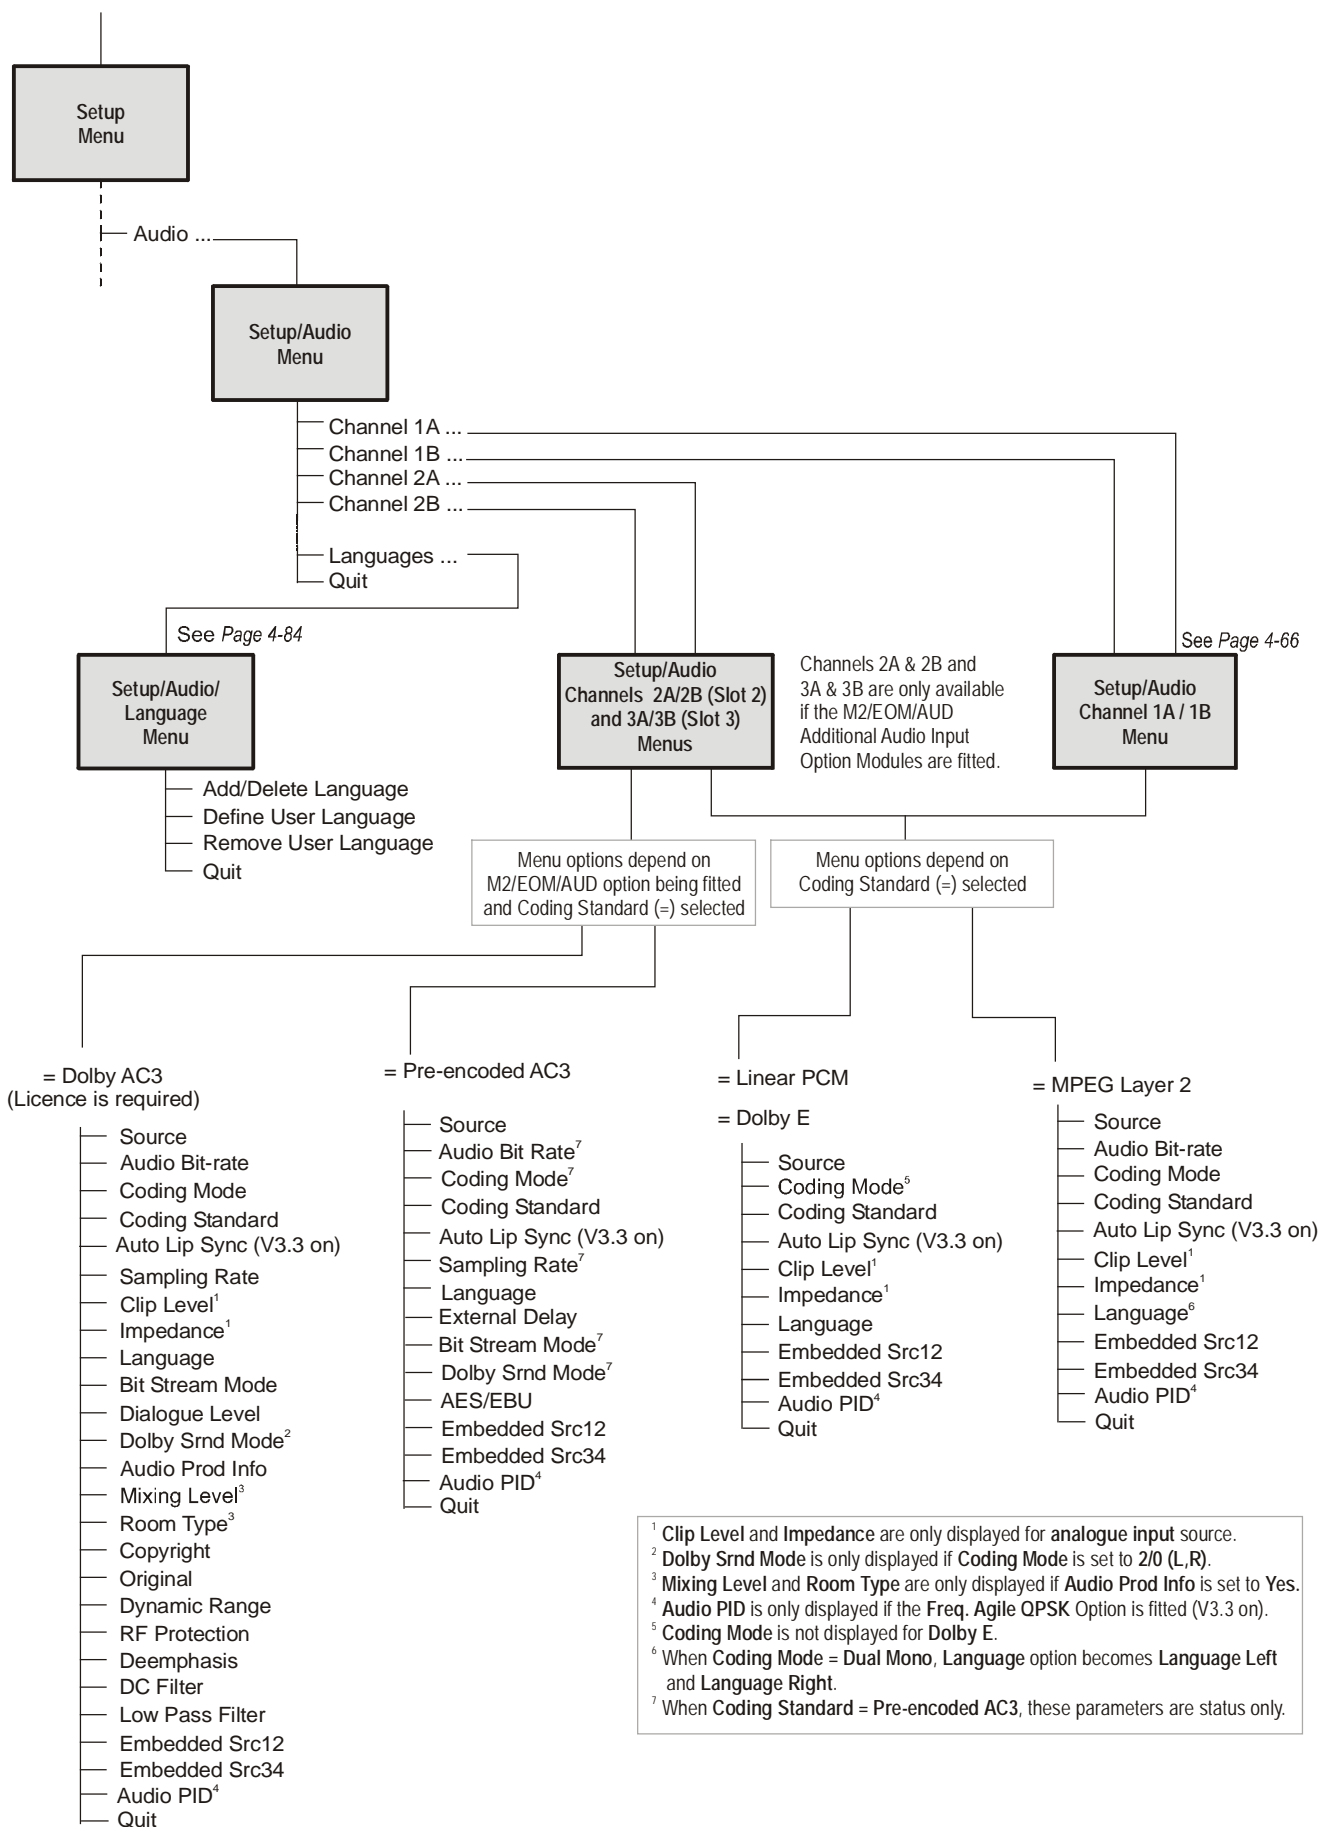 Setup
Menu
Audio ...
Setup/Audio
Menu
Channel 1A ...
Channel 1B ...
Channel 2A ...
Channel 2B ...
Languages ...
Quit
See Page 4-84
Setup/Audio/
Language
Menu
Add/Delete Language
Define User Language
Remove User Language
Quit
Setup/Audio
Channels 2A/2B (Slot 2)
and 3A/3B (Slot 3)
Menus
Channels 2A & 2B and
3A & 3B are only available
if the M2/EOM/AUD
Additional Audio Input
Option Modules are fitted.
See Page 4-66
Setup/Audio
Channel 1A / 1B
Menu
Menu options depend on
M2/EOM/AUD option being fitted
and Coding Standard (=) selected
Menu options depend on
Coding Standard (=) selected
= Dolby AC3
(Licence is required)
Source
Audio Bit-rate
Coding Mode
Coding Standard
Auto Lip Sync (V3.3 on)
Sampling Rate
Clip Level¹
Impedance¹
Language
Bit Stream Mode
Dialogue Level
Dolby Srnd Mode²
Audio Prod Info
Mixing Level³
Room Type³
Copyright
Original
Dynamic Range
RF Protection
Deemphasis
DC Filter
Low Pass Filter
Embedded Src12
Embedded Src34
Audio PID⁴
Quit
= Pre-encoded AC3
Source
Audio Bit Rate⁷
Coding Mode⁷
Coding Standard
Auto Lip Sync (V3.3 on)
Sampling Rate⁷
Language
External Delay
Bit Stream Mode⁷
Dolby Srnd Mode⁷
AES/EBU
Embedded Src12
Embedded Src34
Audio PID⁴
Quit
= Linear PCM
= Dolby E
Source
Coding Mode⁵
Coding Standard
Auto Lip Sync (V3.3 on)
Clip Level¹
Impedance¹
Language
Embedded Src12
Embedded Src34
Audio PID⁴
Quit
= MPEG Layer 2
Source
Audio Bit-rate
Coding Mode
Coding Standard
Auto Lip Sync (V3.3 on)
Clip Level¹
Impedance¹
Language⁶
Embedded Src12
Embedded Src34
Audio PID⁴
Quit
¹ Clip Level and Impedance are only displayed for analogue input source.
² Dolby Srnd Mode is only displayed if Coding Mode is set to 2/0 (L,R).
³ Mixing Level and Room Type are only displayed if Audio Prod Info is set to Yes.
⁴ Audio PID is only displayed if the Freq. Agile QPSK Option is fitted (V3.3 on).
⁵ Coding Mode is not displayed for Dolby E.
⁶ When Coding Mode = Dual Mono, Language option becomes Language Left
and Language Right.
⁷ When Coding Standard = Pre-encoded AC3, these parameters are status only.